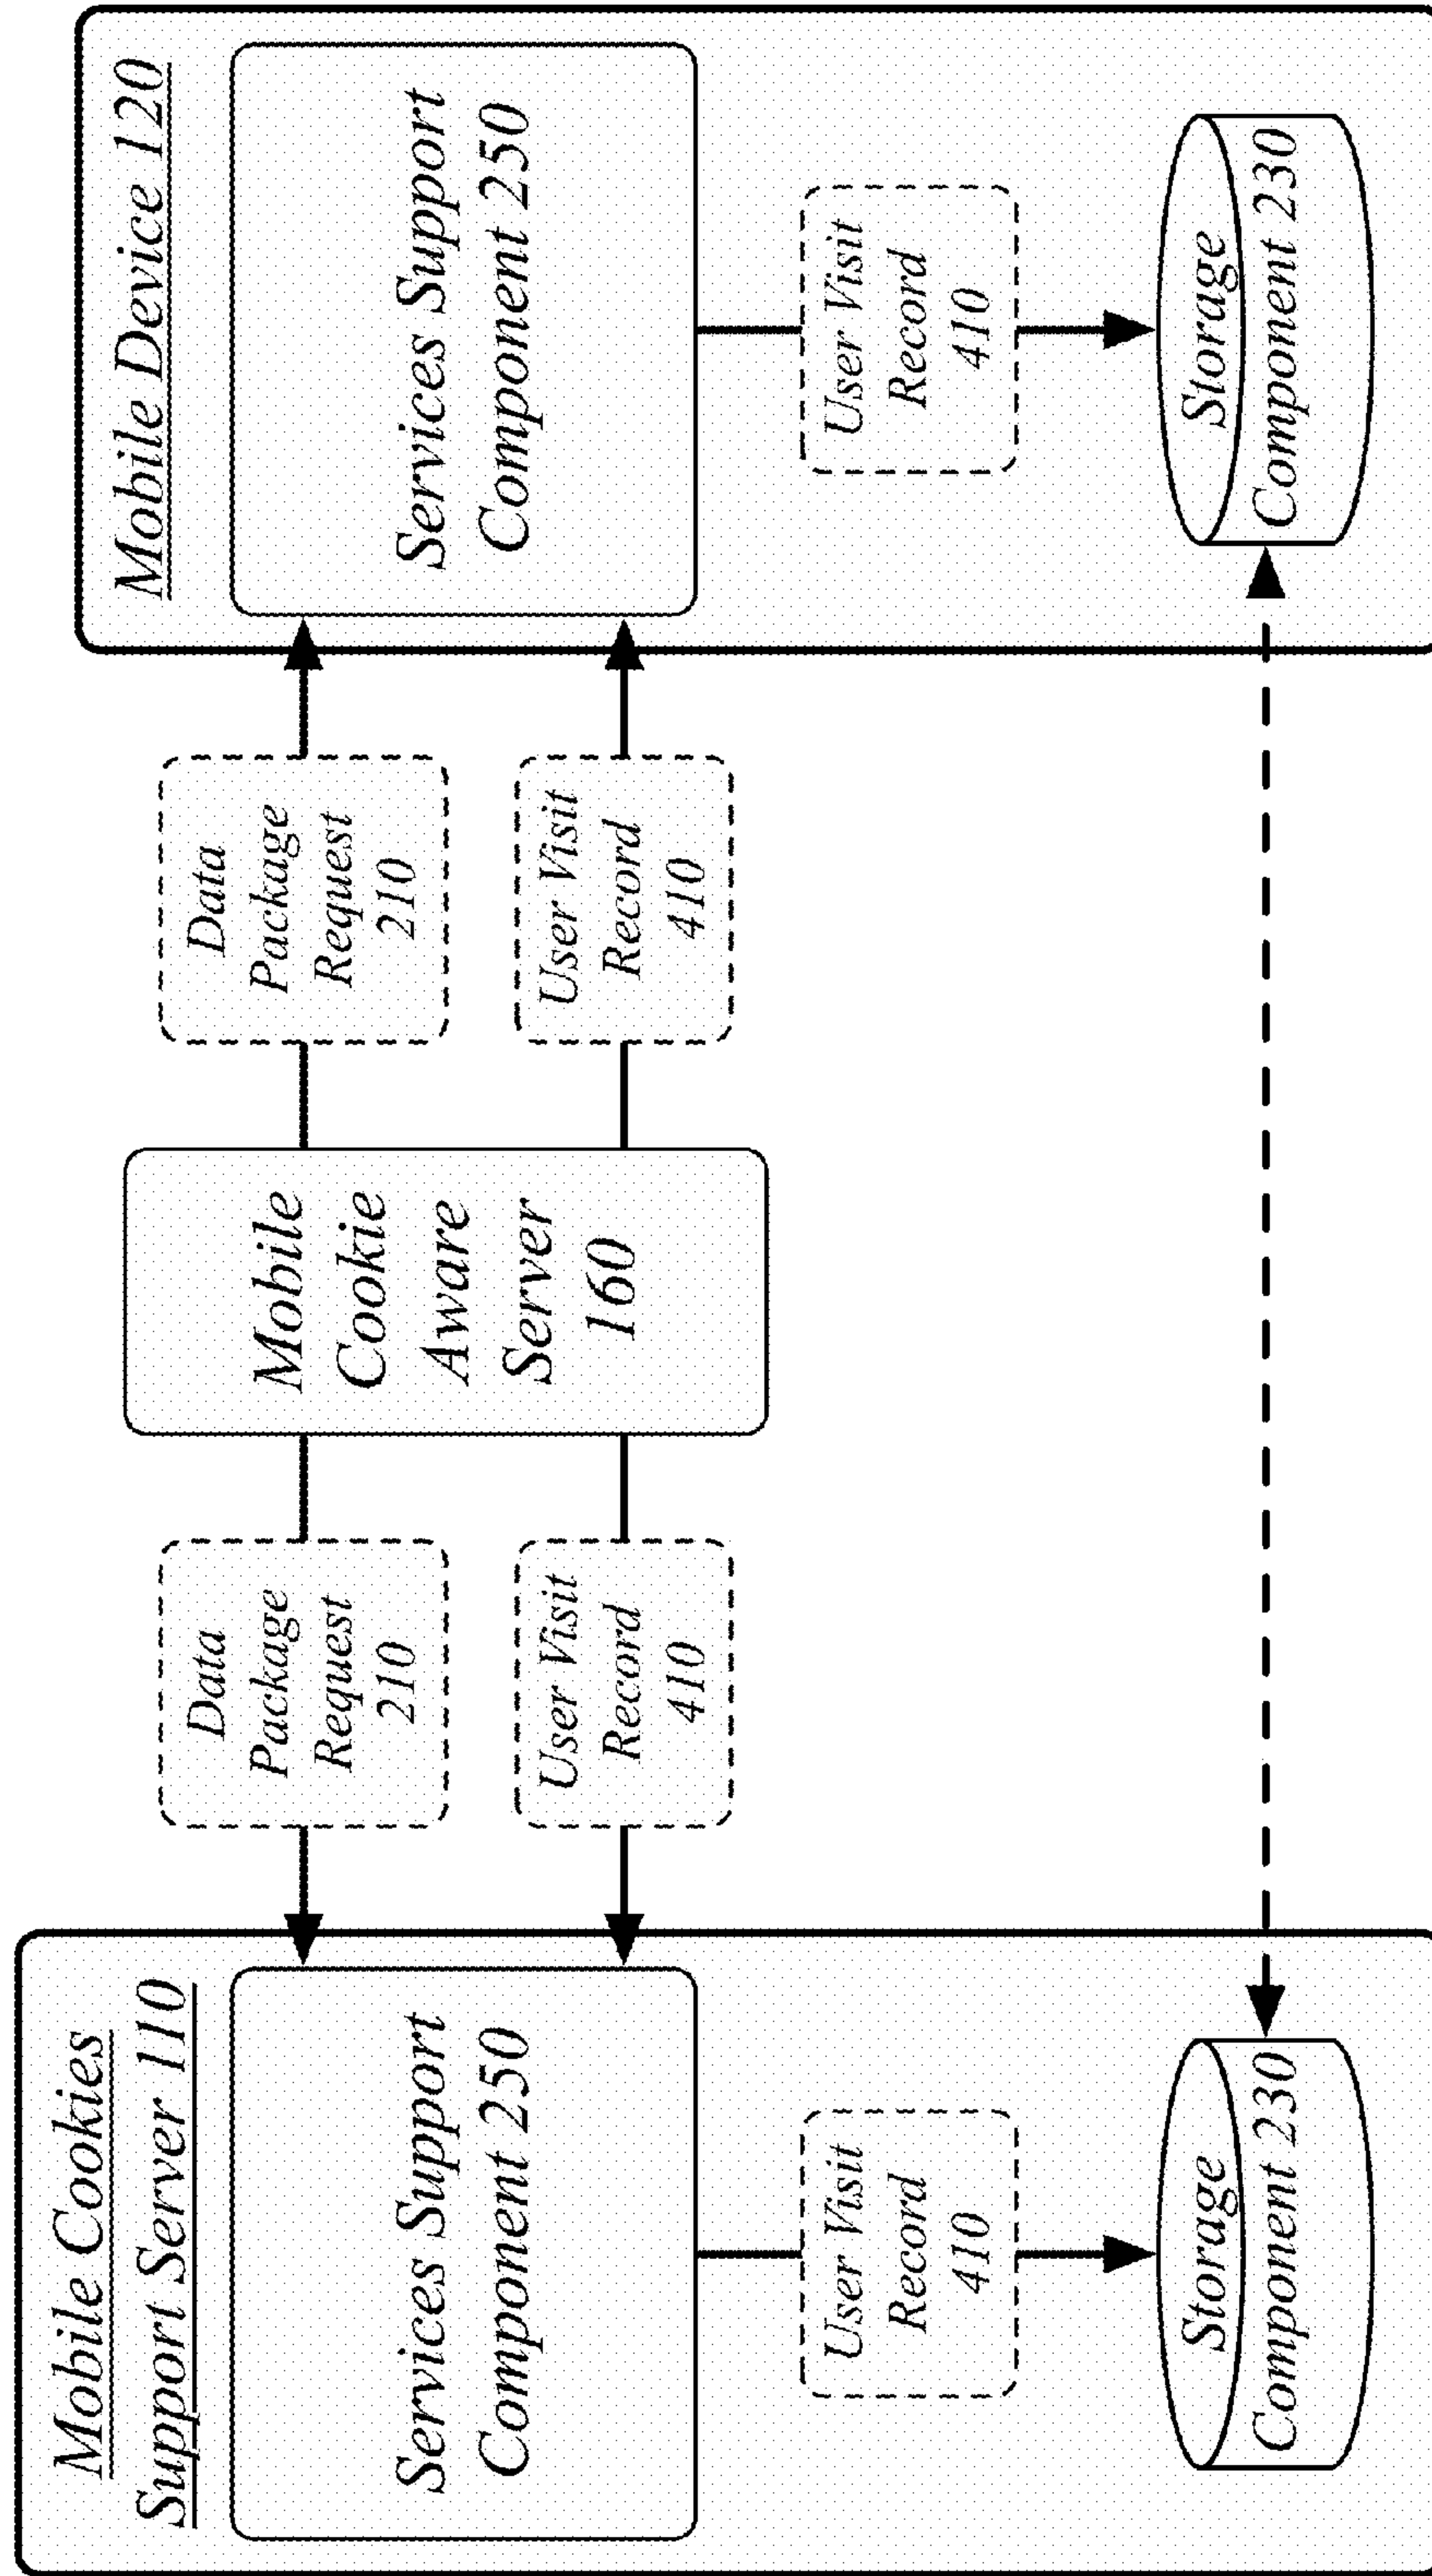 Mobile Cookies
Support Server 110
Services Support
Component 250
User Visit
Record
410
Storage
Component 230
Data
Package
Request
210
User Visit
Record
410
Mobile
Cookie
Aware
Server
160
Data
Package
Request
210
User Visit
Record
410
Mobile Device 120
Services Support
Component 250
User Visit
Record
410
Storage
Component 230